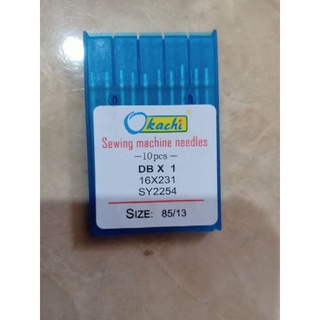 Okachi
Sewing machine needles
-10pcs-
DB X 1
16X231
SY2254
SIZE: 85/13